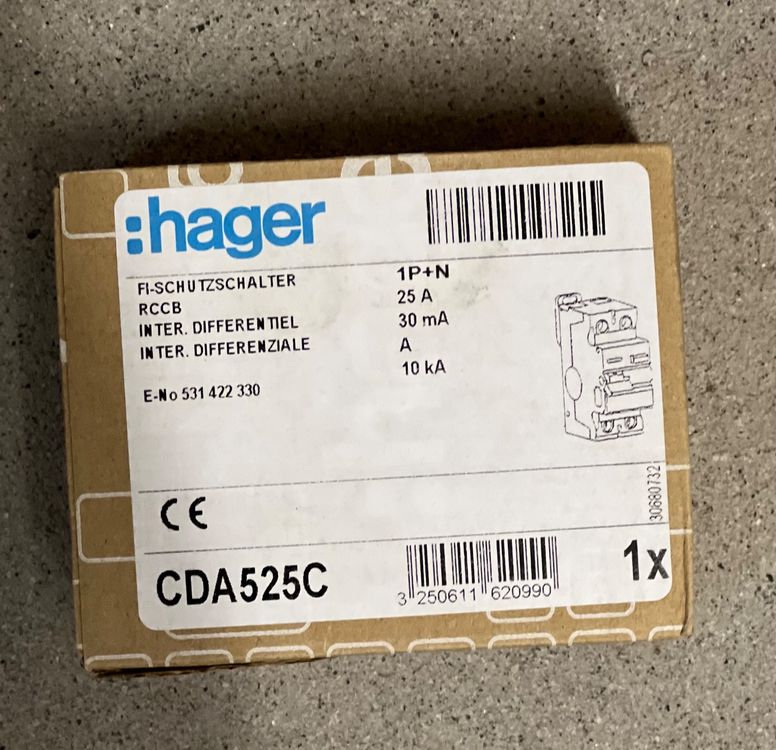 :hager
FI-SCHUTZSCHALTER
RCCB
INTER. DIFFERENTIEL
INTER. DIFFERENZIALE
1P+N
25 A
30 mA
A
10 kA
E-No 531 422 330
30680732
CE
CDA525C
3 250611 620990
1x